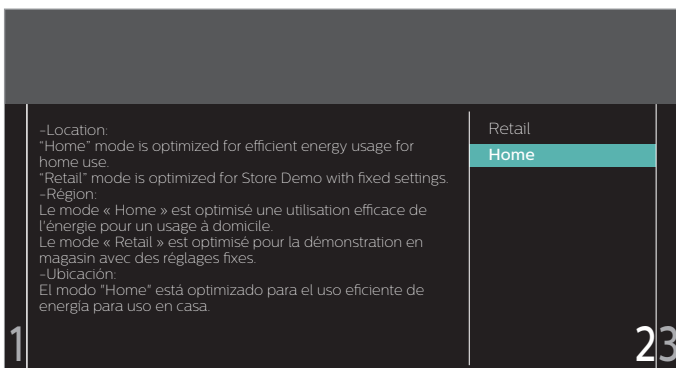 -Location:
"Home" mode is optimized for efficient energy usage for
home use.
"Retail" mode is optimized for Store Demo with fixed settings.
-Région:
Le mode « Home » est optimisé une utilisation efficace de
l'énergie pour un usage à domicile.
Le mode « Retail » est optimisé pour la démonstration en
magasin avec des réglages fixes.
-Ubicación:
El modo "Home" está optimizado para el uso eficiente de
energía para uso en casa.
Retail
Home
1
2
3